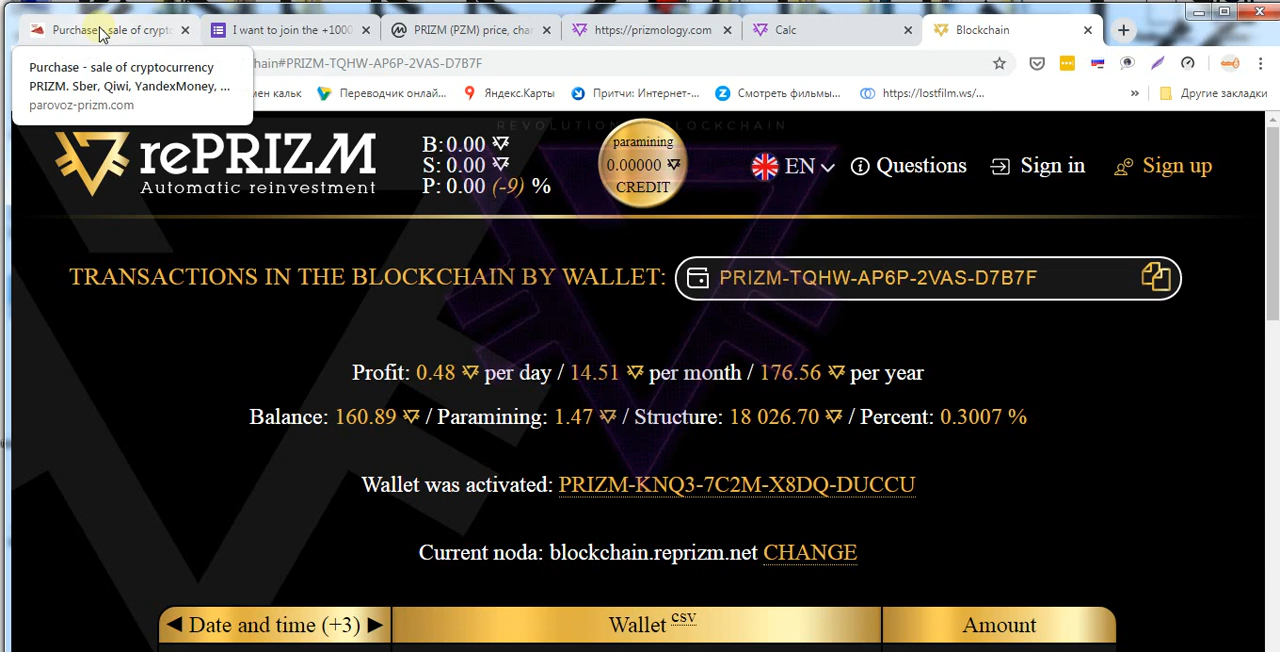 Purchase - sale of crypt
I want to join the +1000
PRIZM (PZM) price, cha
https://prizmology.com
Calc
Blockchain
Purchase - sale of cryptocurrency
PRIZM. Sber, Qiwi, YandexMoney, ...
parovoz-prizm.com
hain#PRIZM-TQHW-AP6P-2VAS-D7B7F
мен кальк
Переводчик онлай...
Яндекс.Карты
Притчи: Интернет-...
Смотреть фильмы...
https://lostfilm.ws/...
»
Другие закладки
REVOLUTION BLOCKCHAIN
rePRIZM
Automatic reinvestment
B: 0.00
S: 0.00
P: 0.00 (-9) %
paramining
0.00000
CREDIT
EN
Questions
Sign in
Sign up
TRANSACTIONS IN THE BLOCKCHAIN BY WALLET:
PRIZM-TQHW-AP6P-2VAS-D7B7F
Profit: 0.48 per day / 14.51 per month / 176.56 per year
Balance: 160.89 / Paramining: 1.47 / Structure: 18 026.70 / Percent: 0.3007 %
Wallet was activated: PRIZM-KNQ3-7C2M-X8DQ-DUCCU
Current noda: blockchain.reprizm.net CHANGE
◀ Date and time (+3) ▶
Wallet csv
Amount